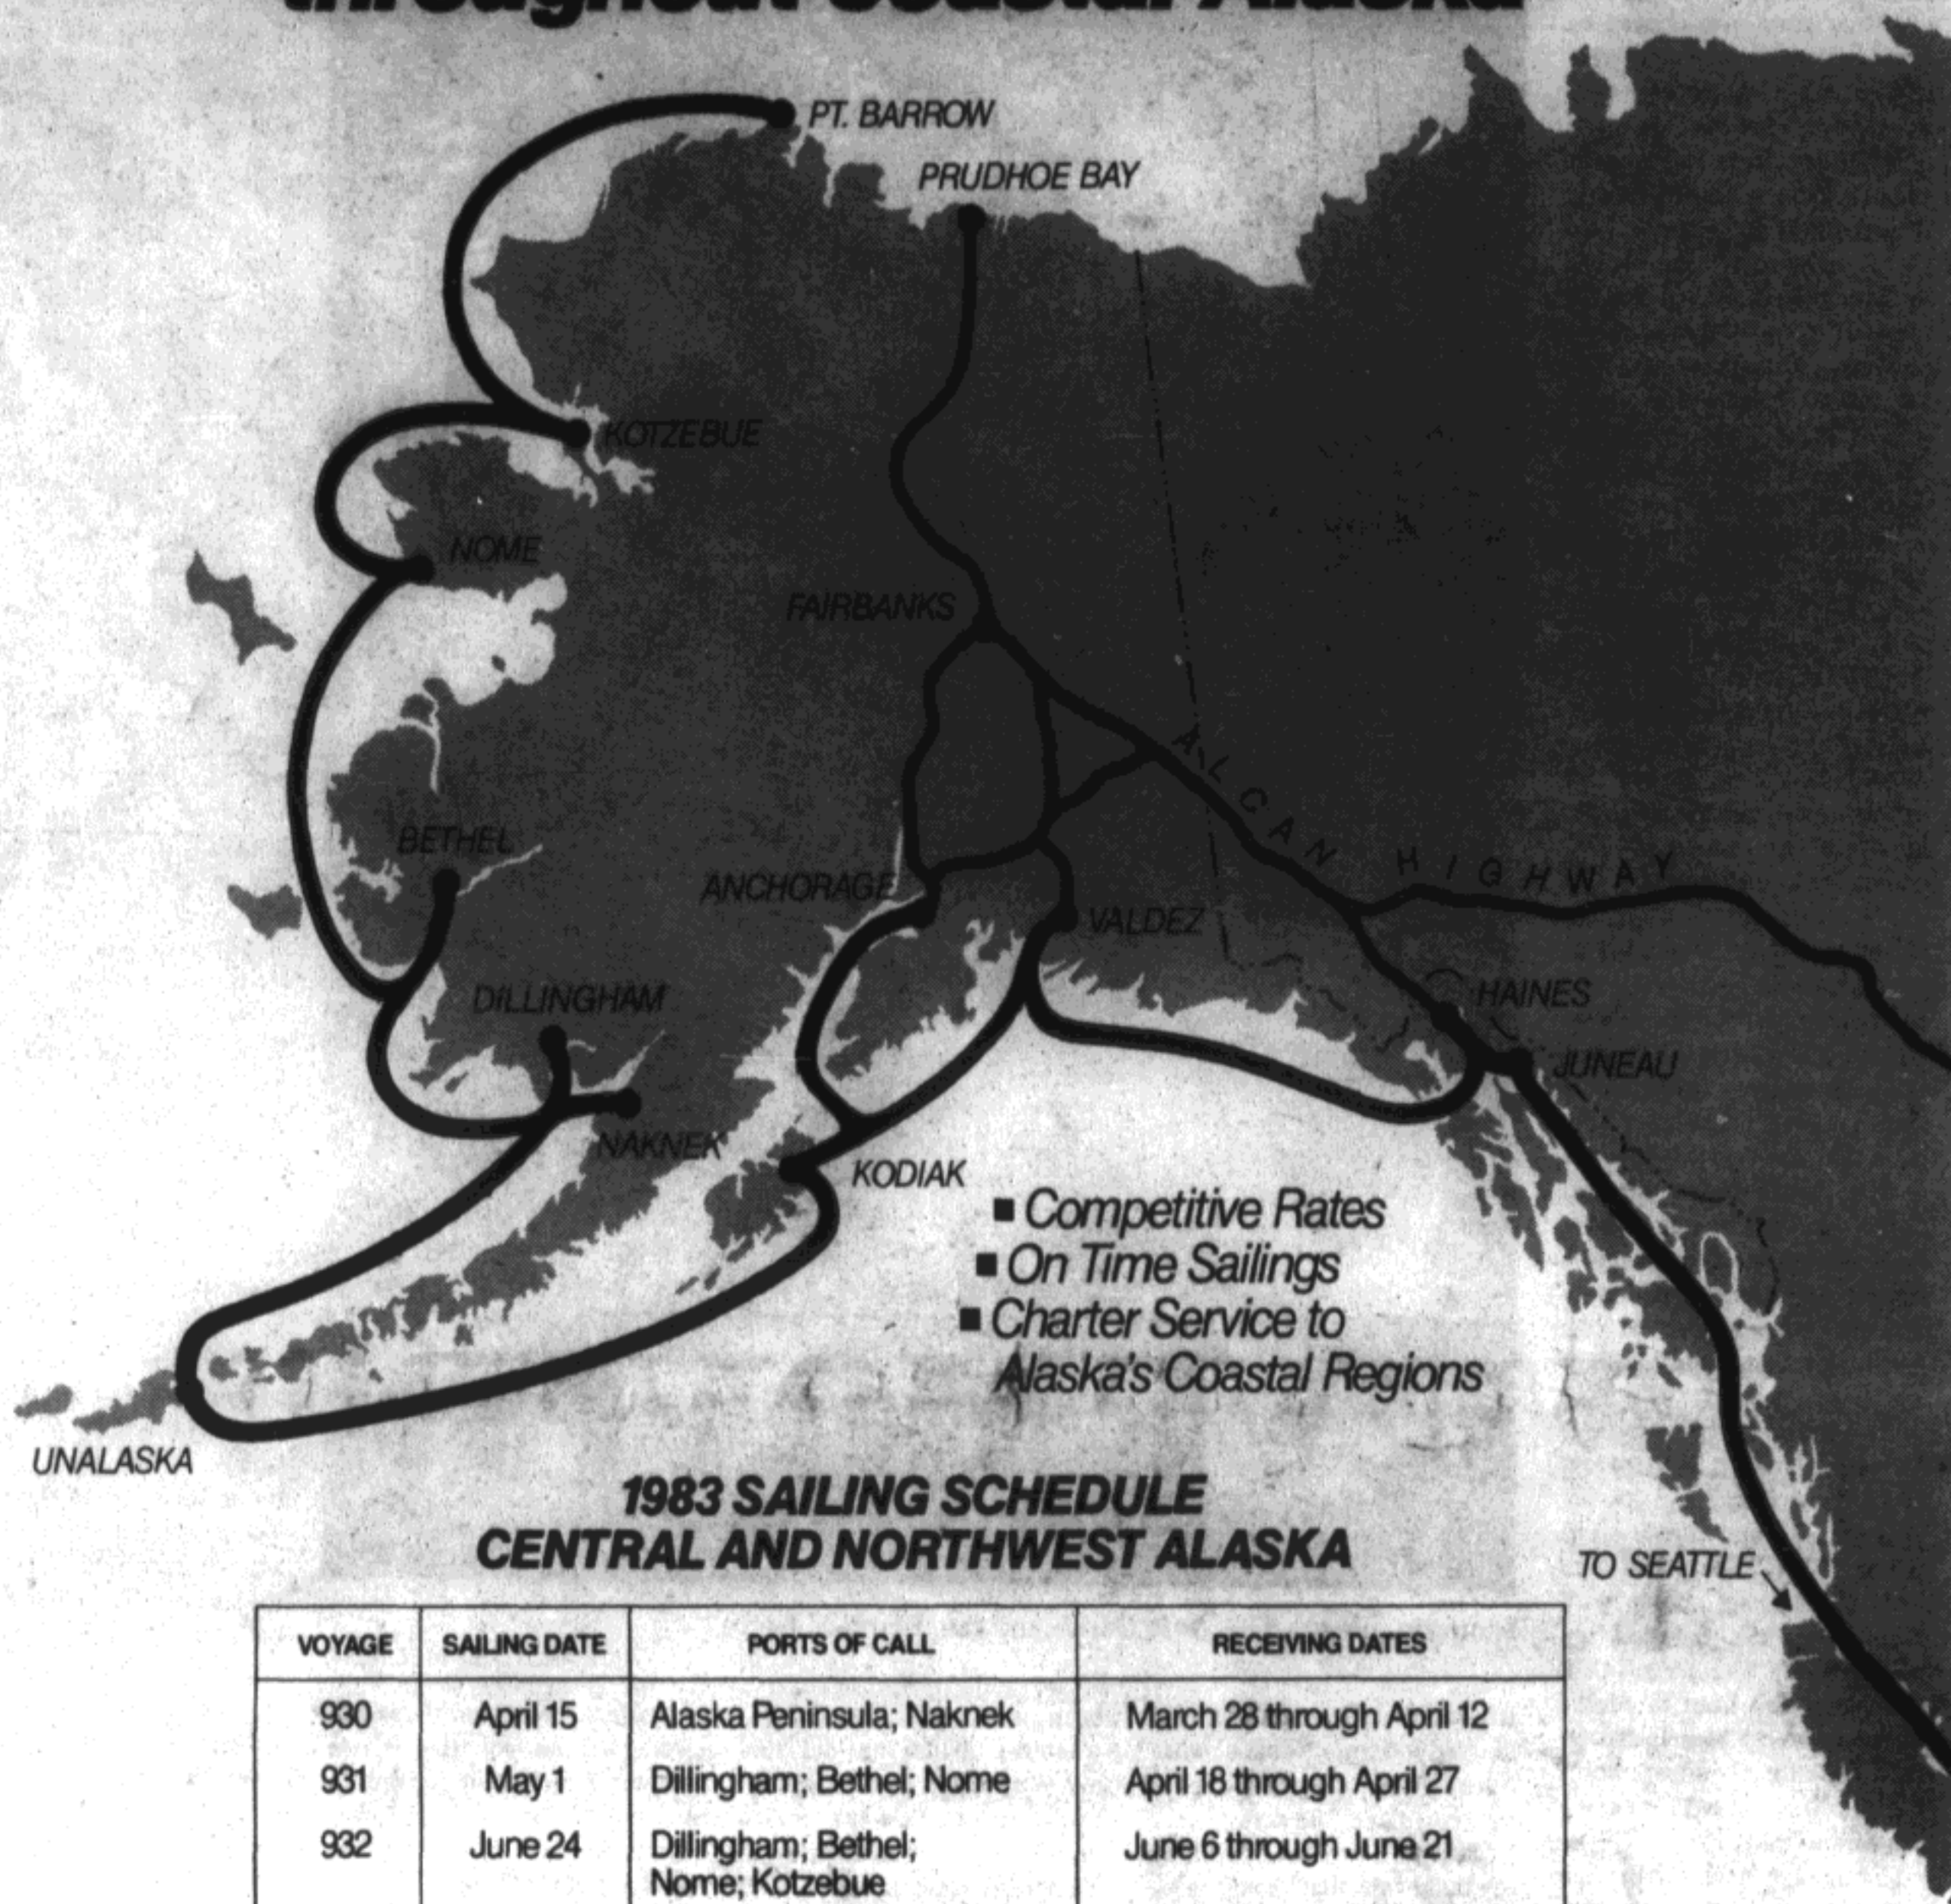 throughout Coastal Alaska
PT. BARROW
PRUDHOE BAY
KOTZEBUE
NOME
FAIRBANKS
ALCAN HIGHWAY
BETHEL
ANCHORAGE
VALDEZ
DILLINGHAM
HAINES
JUNEAU
NAKNEK
KODIAK
■ Competitive Rates
■ On Time Sailings
■ Charter Service to
Alaska's Coastal Regions
UNALASKA
1983 SAILING SCHEDULE
CENTRAL AND NORTHWEST ALASKA
TO SEATTLE
VOYAGE SAILING DATE PORTS OF CALL RECEIVING DATES
930 April 15 Alaska Peninsula; Naknek March 28 through April 12
931 May 1 Dillingham; Bethel; Nome April 18 through April 27
932 June 24 Dillingham; Bethel; June 6 through June 21
Nome; Kotzebue